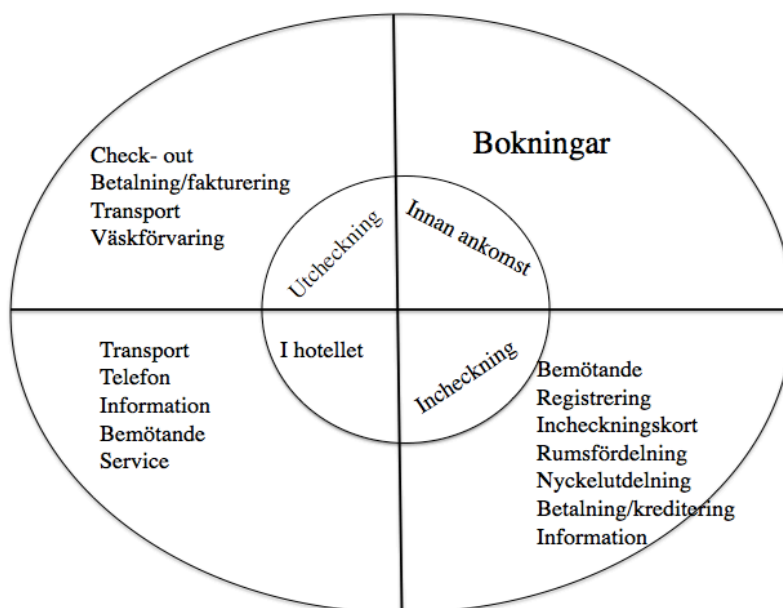 Bokningar
Innan ankomst
Check- out
Betalning/fakturering
Transport
Väskförvaring
Utcheckning
Transport
Telefon
Information
Bemötande
Service
I hotellet
Incheckning
Bemötande
Registrering
Incheckningskort
Rumsfördelning
Nyckelutdelning
Betalning/kreditering
Information